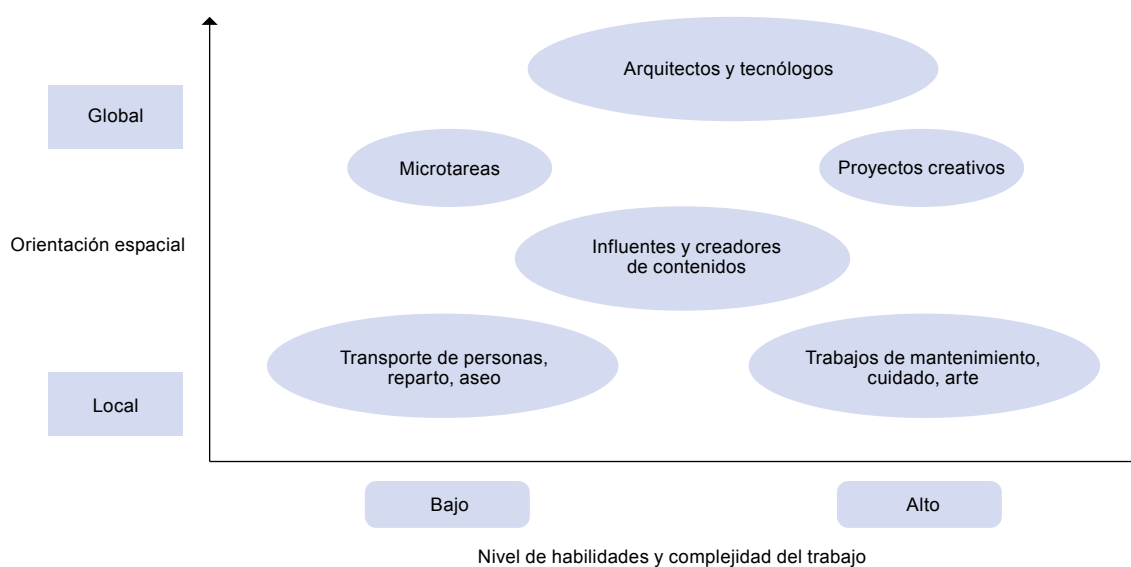 Arquitectos y tecnólogos
Global
Microtareas
Proyectos creativos
Orientación espacial
Influentes y creadores
de contenidos
Transporte de personas,
reparto, aseo
Trabajos de mantenimiento,
cuidado, arte
Local
Bajo
Alto
Nivel de habilidades y complejidad del trabajo